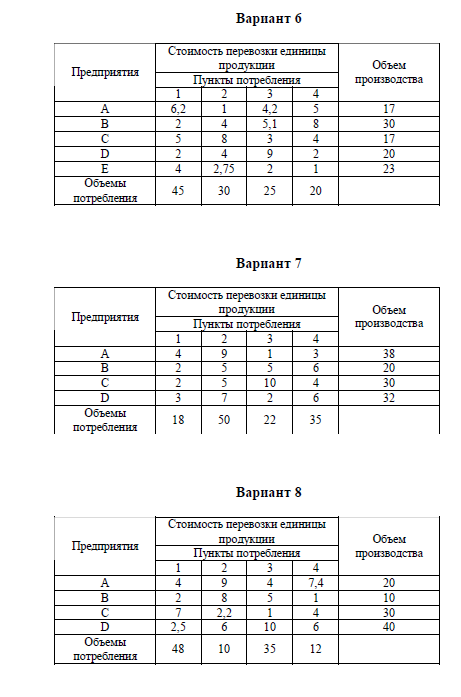 Вариант 6
Предприятия Стоимость перевозки единицы продукции Объем производства
Пункты потребления
1 2 3 4
A 6,2 1 4,2 5 17
B 2 4 5,1 8 30
C 5 8 3 4 17
D 2 4 9 2 20
E 4 2,75 2 1 23
Объемы потребления 45 30 25 20
Вариант 7
Предприятия Стоимость перевозки единицы продукции Объем производства
Пункты потребления
1 2 3 4
A 4 9 1 3 38
B 2 5 5 6 20
C 2 5 10 4 30
D 3 7 2 6 32
Объемы потребления 18 50 22 35
Вариант 8
Предприятия Стоимость перевозки единицы продукции Объем производства
Пункты потребления
1 2 3 4
A 4 9 4 7,4 20
B 2 8 5 1 10
C 7 2,2 1 4 30
D 2,5 6 10 6 40
Объемы потребления 48 10 35 12